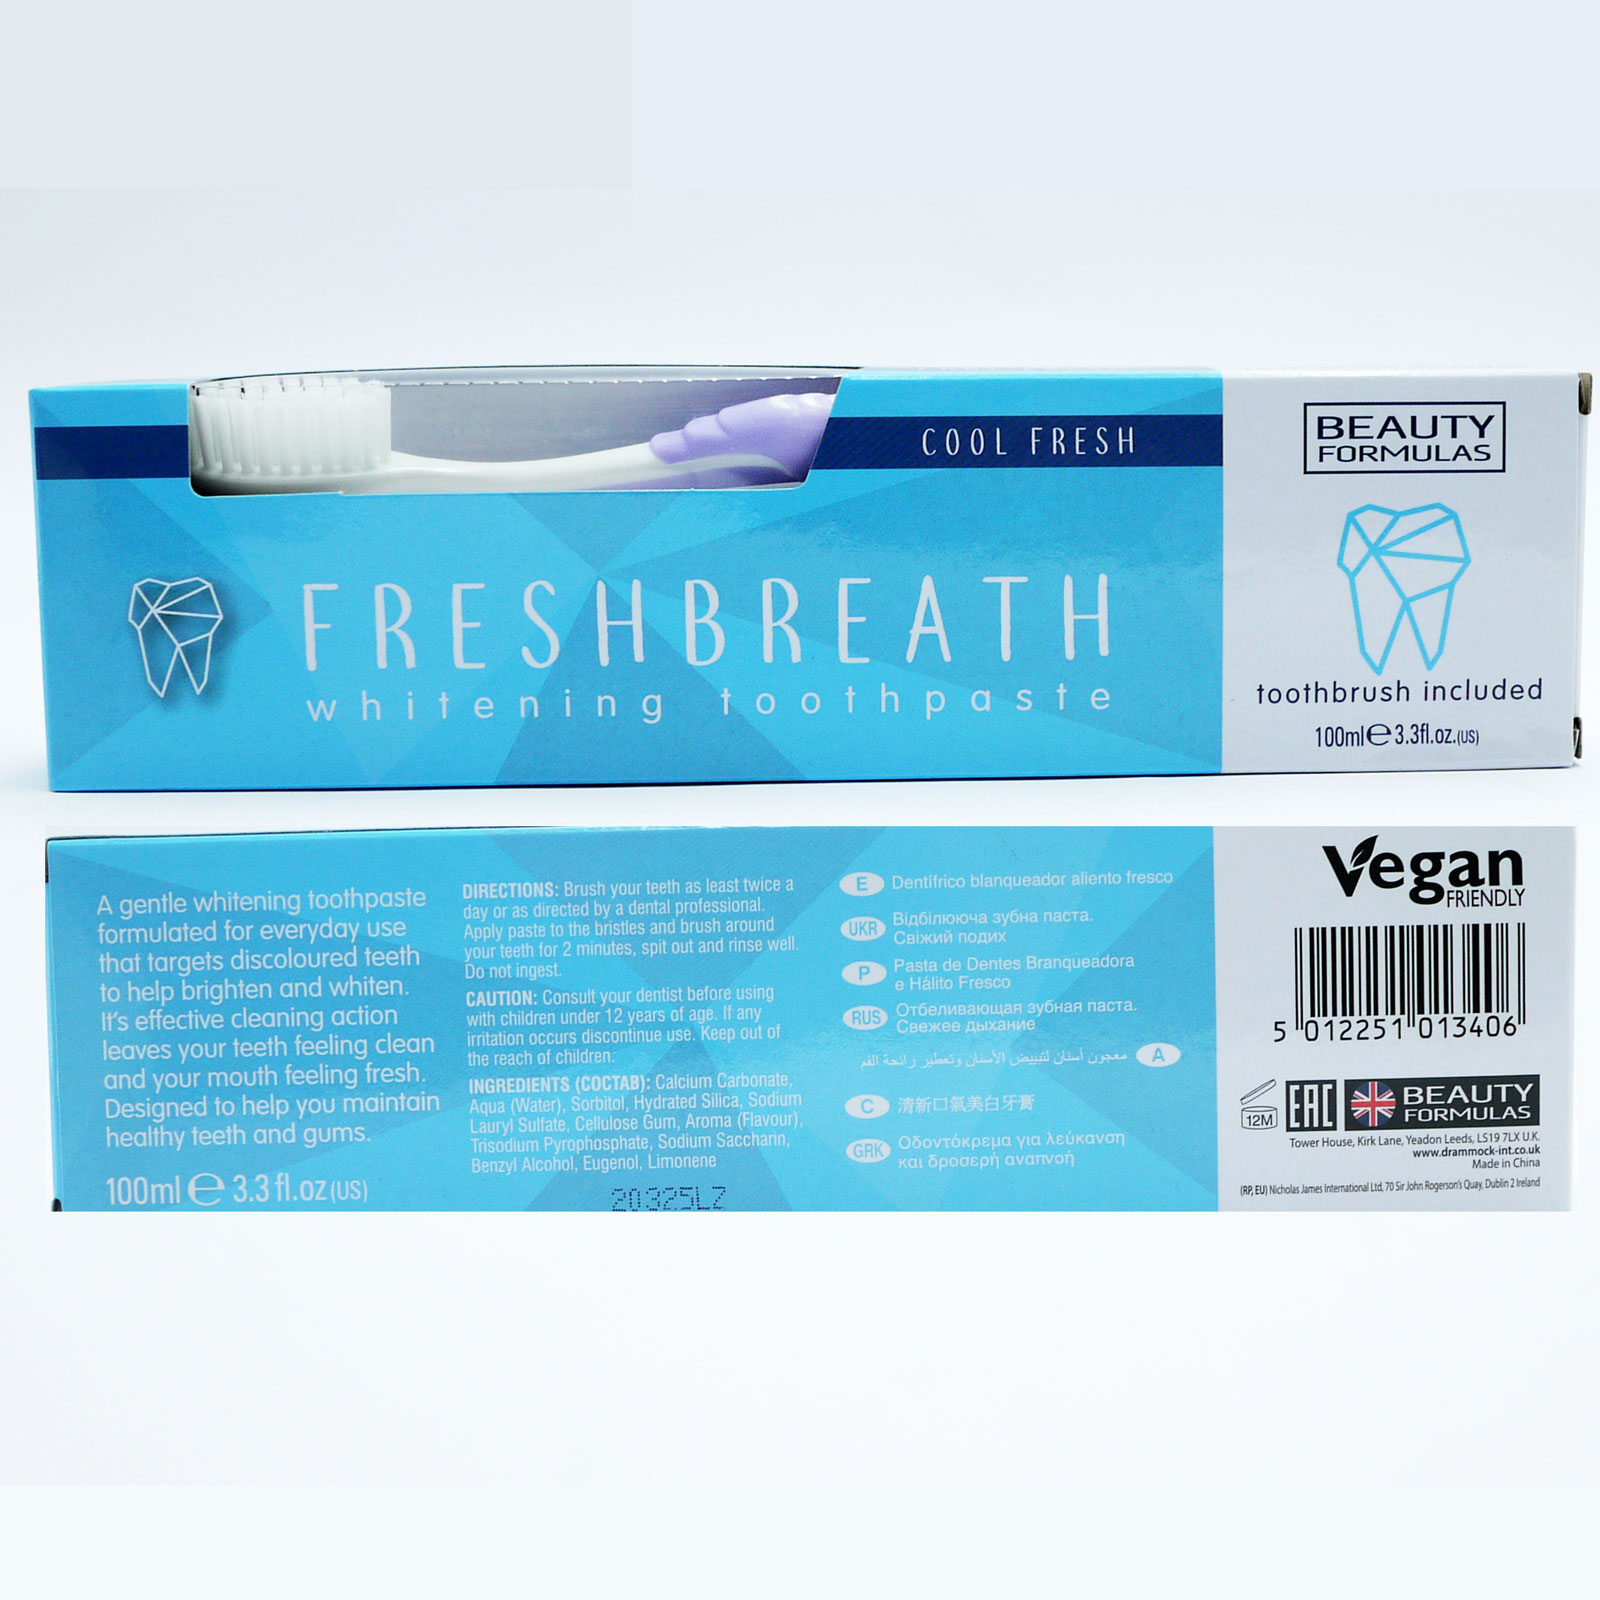 COOL FRESH
BEAUTY
FORMULAS
FRESHBREATH
whitening toothpaste
toothbrush included
100ml℮3.3fl.oz.(US)
A gentle whitening toothpaste
formulated for everyday use
that targets discoloured teeth
to help brighten and whiten.
It's effective cleaning action
leaves your teeth feeling clean
and your mouth feeling fresh.
Designed to help you maintain
healthy teeth and gums.
100ml ℮ 3.3 fl.oz (US)
DIRECTIONS: Brush your teeth as least twice a
day or as directed by a dental professional.
Apply paste to the bristles and brush around
your teeth for 2 minutes, spit out and rinse well.
Do not ingest.
CAUTION: Consult your dentist before using
with children under 12 years of age. If any
irritation occurs discontinue use. Keep out of
the reach of children.
INGREDIENTS (COCTAB): Calcium Carbonate,
Aqua (Water), Sorbitol, Hydrated Silica, Sodium
Lauryl Sulfate, Cellulose Gum, Aroma (Flavour),
Trisodium Pyrophosphate, Sodium Saccharin,
Benzyl Alcohol, Eugenol, Limonene
20325LZ
E Dentífrico blanqueador aliento fresco
UKR Відбілююча зубна паста.
Свіжий подих
P Pasta de Dentes Branqueadora
e Hálito Fresco
RUS Отбеливающая зубная паста.
Свежее дыхание
A معجون أسنان لتبييض الأسنان وتعطير رائحة الفم
C 清新口氣美白牙膏
GRK Οδοντόκρεμα για λεύκανση
και δροσερή αναπνοή
Vegan
FRIENDLY
5 012251 013406
12M EAC BEAUTY
FORMULAS
Tower House, Kirk Lane, Yeadon Leeds, LS19 7LX U.K.
www.drammock-int.co.uk
Made in China
(RP, EU) Nicholas James International Ltd, 70 Sir John Rogerson's Quay, Dublin 2 Ireland